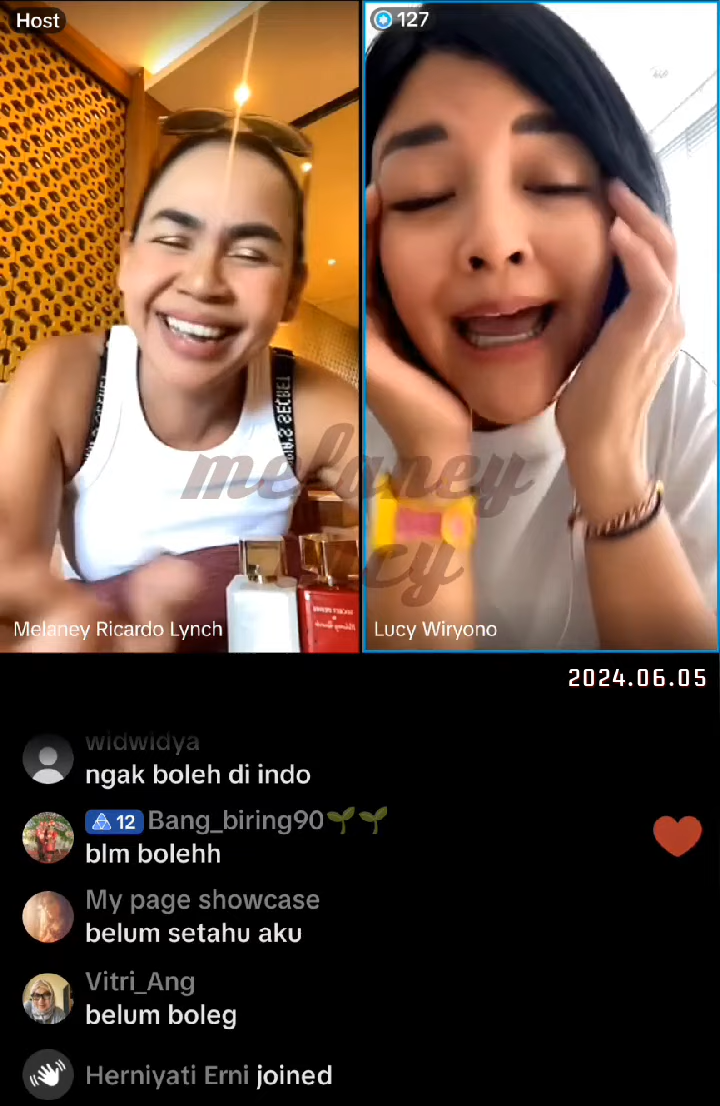 Host
127
Melaney Ricardo Lynch
Lucy Wiryono
melaney
2024.06.05
widwidya
ngak boleh di indo
12 Bang_biring90🌱🌱
blm bolehh
My page showcase
belum setahu aku
Vitri_Ang
belum boleg
Herniyati Erni joined